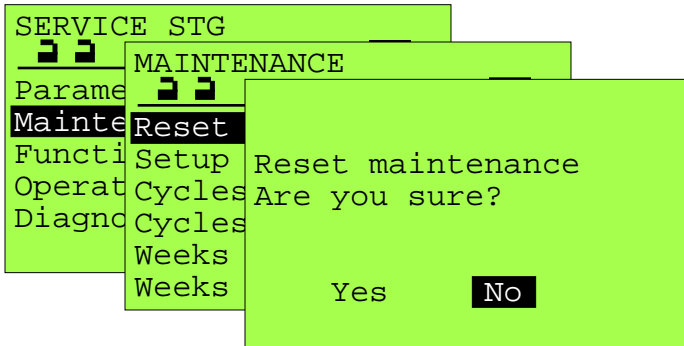 SERVICE STG
Parame
Mainte
Functi
Operat
Diagno
MAINTENANCE
Reset
Setup
Cycles
Cycles
Weeks
Weeks
Reset maintenance
Are you sure?
Yes No